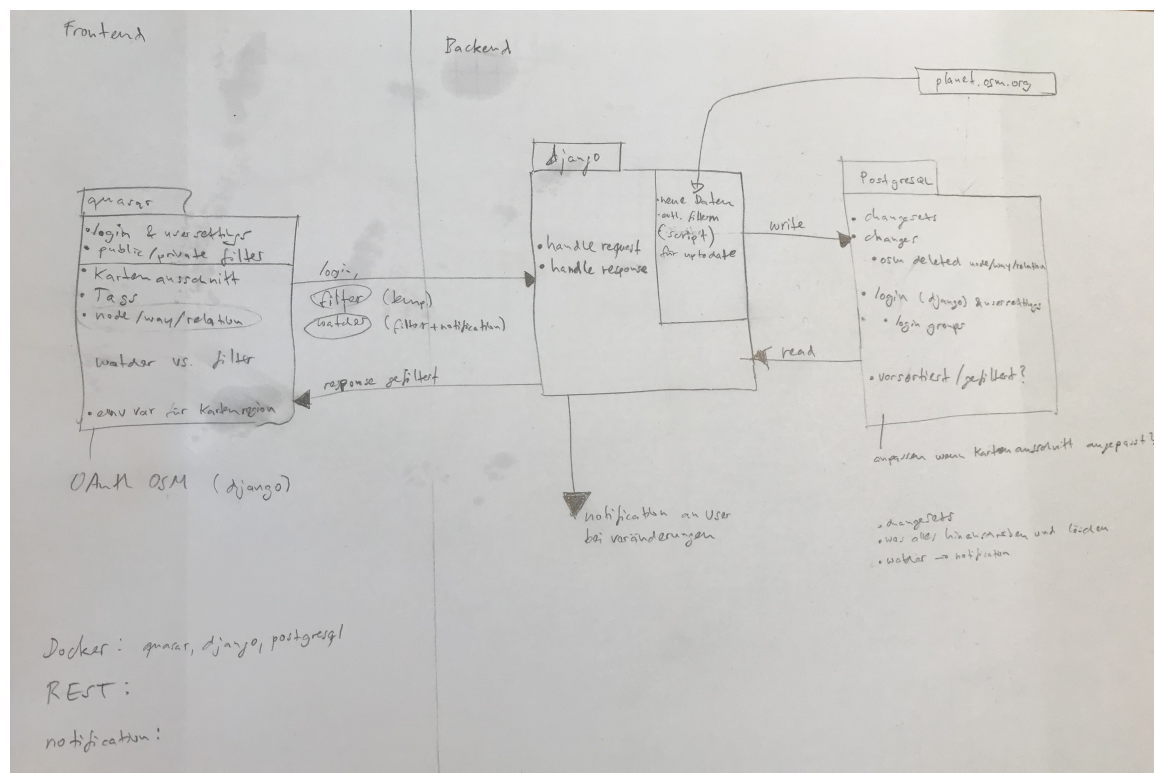 Frontend
Backend
planet.osm.org
django
PostgresQL
quasar
• login & usersettings
• public/private filter
• Kartenausschnitt
• Tags
• node/way/relation
watcher vs. filter
• env var für Kartenregion
OAuth OSM (django)
login,
filter (temp)
watcher (filter+notification)
response gefiltert
• handle request
• handle response
• neue Daten
• evtl. filtern
(script)
für uptodate
write
read
notification an User
bei veränderungen
• changesets
• changes
• osm deleted node/way/relation
• login (django) & usersettings
• login groups
• vorsortiert/gefiltert?
anpassen wenn Kartenausschnitt angepasst?
• changesets
• was alles hineinschreiben und löschen
• watcher → notification
Docker: quasar, django, postgresql
REST:
notification: